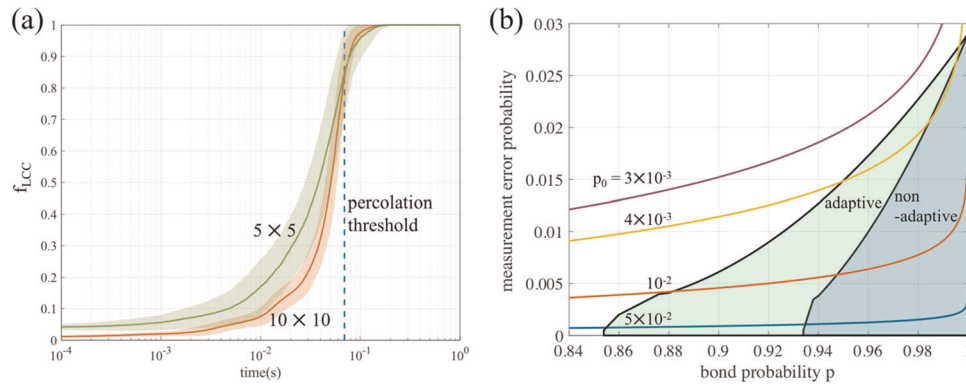 (a)
1
0.9
0.8
0.7
0.6
0.5
0.4
0.3
0.2
0.1
0
f_LCC
5 × 5
10 × 10
percolation
threshold
10^-4
10^-3
10^-2
10^-1
10^0
time(s)
(b)
0.03
0.025
0.02
0.015
0.01
0.005
0
measurement error probability
p_0 = 3×10^-3
4×10^-3
10^-2
5×10^-2
adaptive
non
-adaptive
0.84
0.86
0.88
0.9
0.92
0.94
0.96
0.98
bond probability p